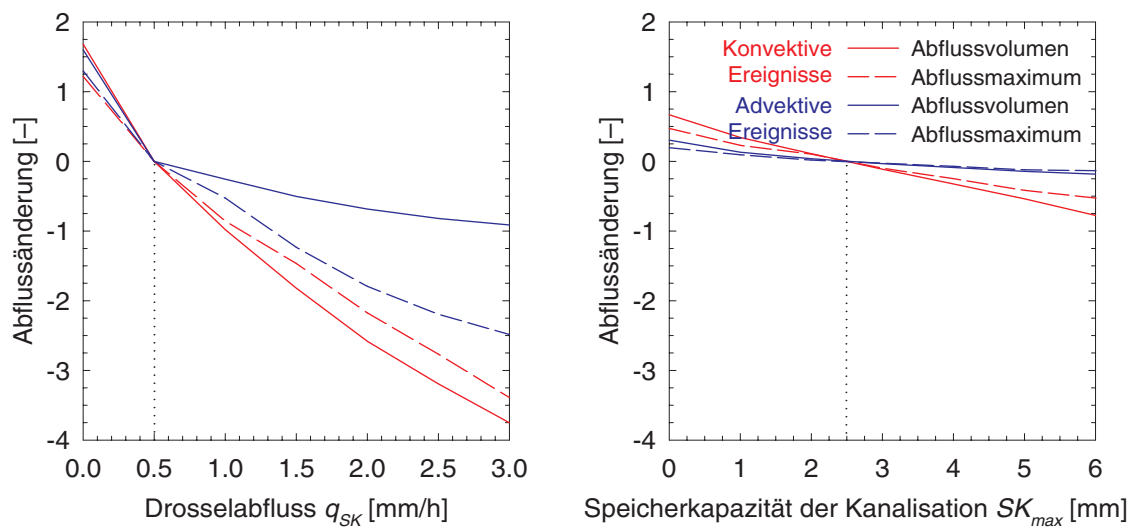 2
1
0
-1
-2
-3
-4
Abflussänderung [–]
0.0 0.5 1.0 1.5 2.0 2.5 3.0
Drosselabfluss q_SK [mm/h]
2
1
0
-1
-2
-3
-4
Abflussänderung [–]
Konvektive Abflussvolumen
Ereignisse Abflussmaximum
Advektive Abflussvolumen
Ereignisse Abflussmaximum
0 1 2 3 4 5 6
Speicherkapazität der Kanalisation SK_max [mm]